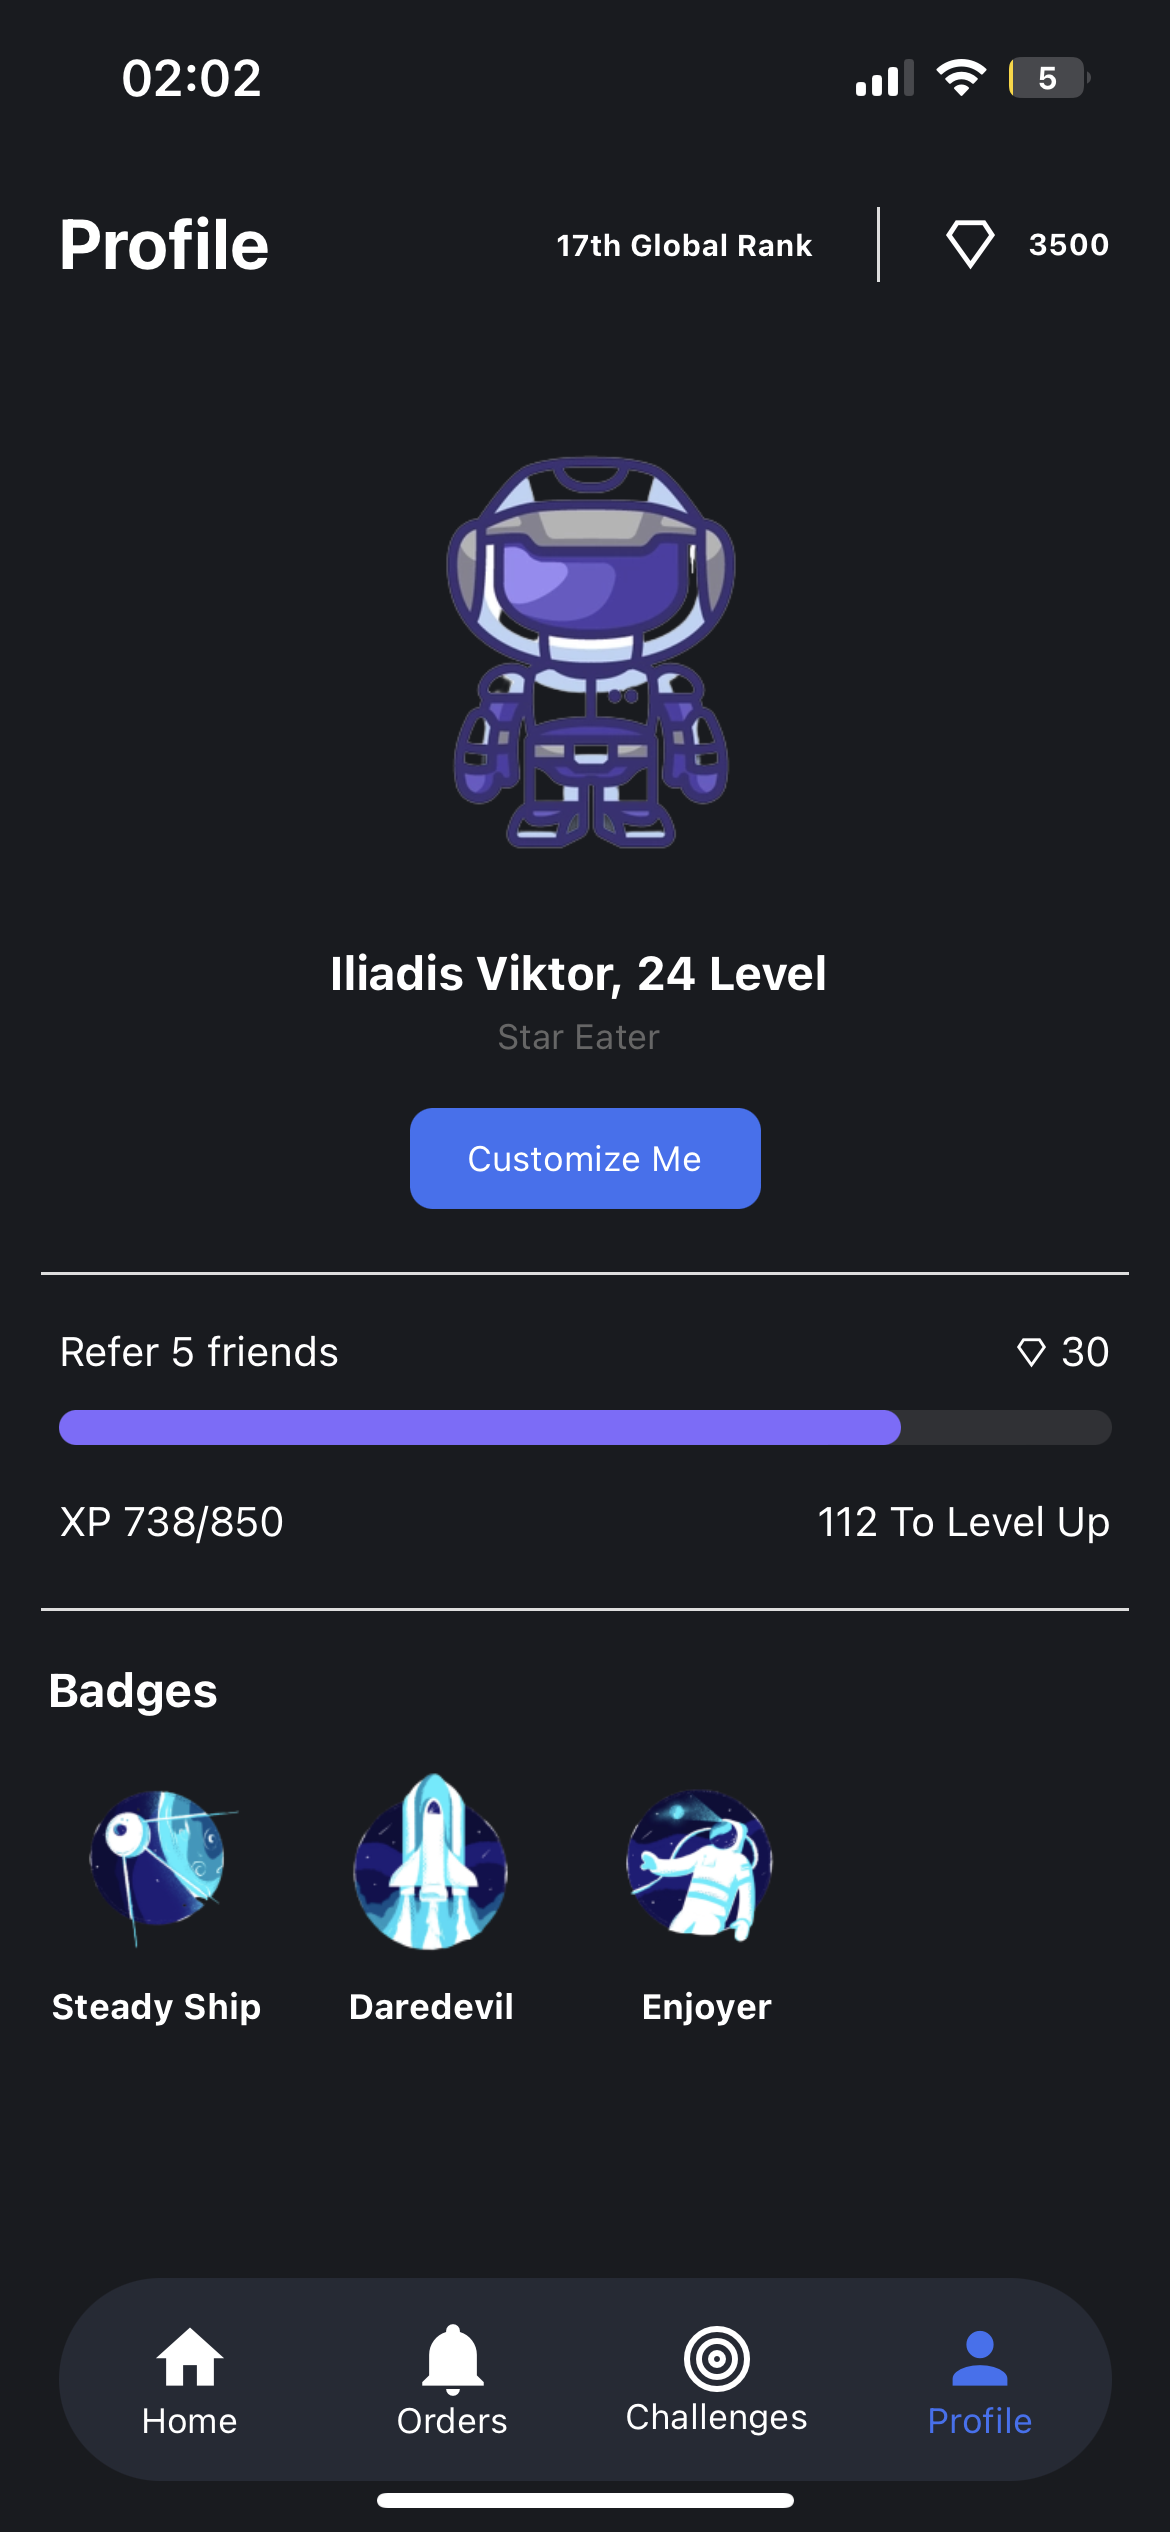 02:02
5
Profile
17th Global Rank
3500
Iliadis Viktor, 24 Level
Star Eater
Customize Me
Refer 5 friends
30
XP 738/850
112 To Level Up
Badges
Steady Ship
Daredevil
Enjoyer
Home
Orders
Challenges
Profile